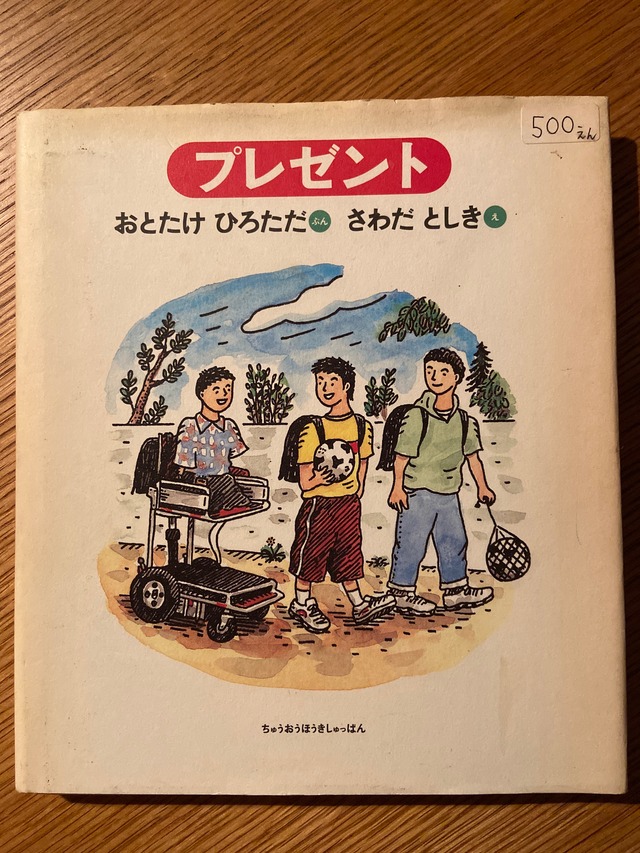 500えん
プレゼント
おとたけ ひろただ ぶん さわだ としき え
ちゅうおうほうきしゅっぱん